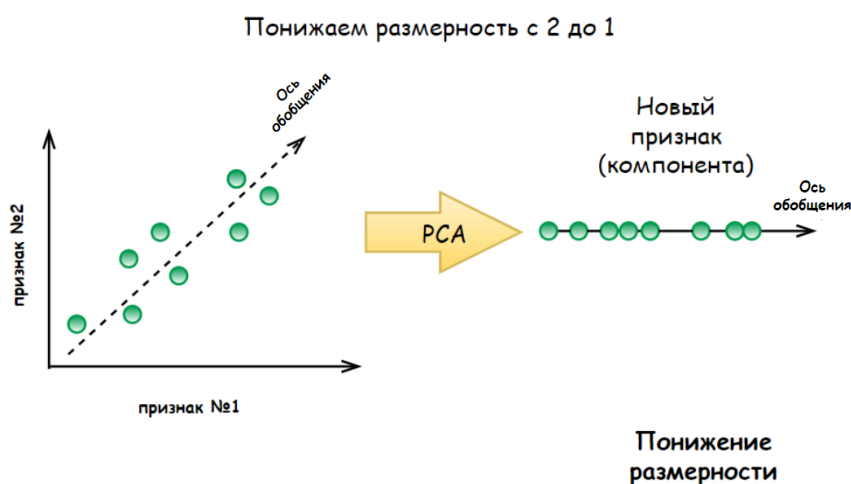 Понижаем размерность с 2 до 1
Ось
обобщения
признак №2
признак №1
PCA
Новый
признак
(компонента)
Ось
обобщения
Понижение
размерности